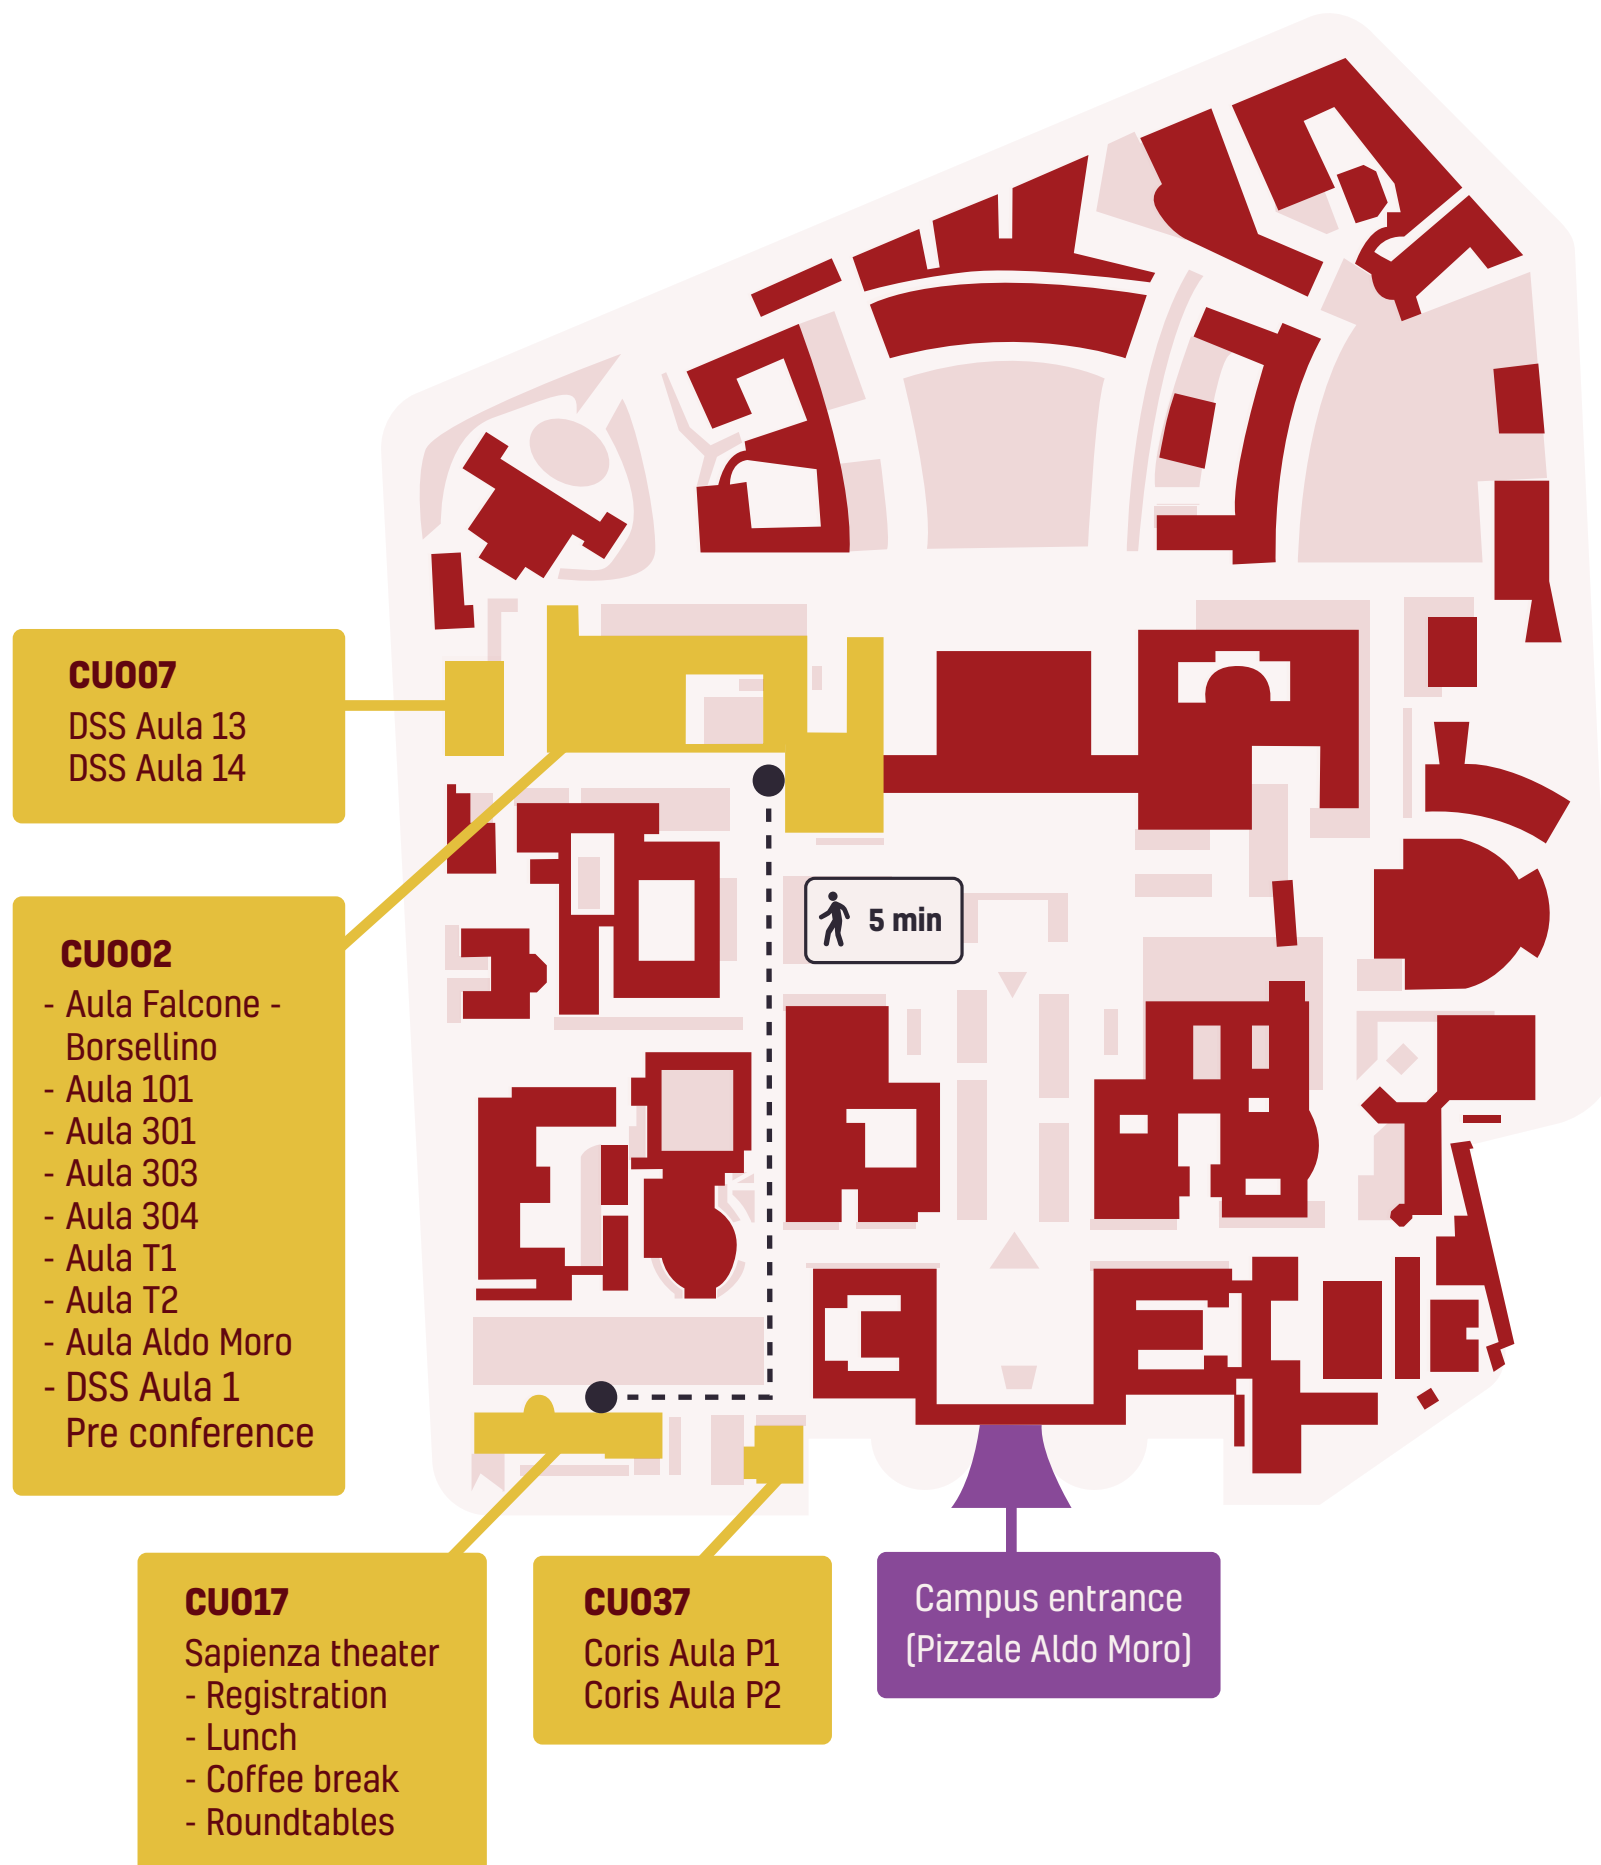 CU007
DSS Aula 13
DSS Aula 14
CU002
- Aula Falcone -
Borsellino
- Aula 101
- Aula 301
- Aula 303
- Aula 304
- Aula T1
- Aula T2
- Aula Aldo Moro
- DSS Aula 1
Pre conference
5 min
CU017
Sapienza theater
- Registration
- Lunch
- Coffee break
- Roundtables
CU037
Coris Aula P1
Coris Aula P2
Campus entrance
(Pizzale Aldo Moro)